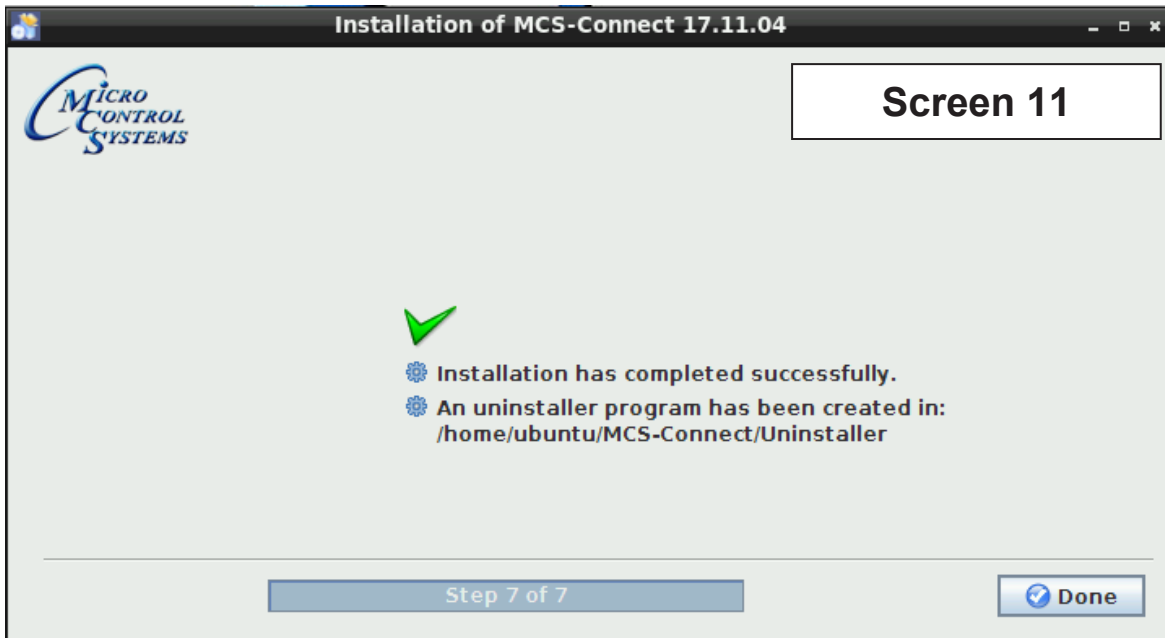 Installation of MCS-Connect 17.11.04
MICRO
CONTROL
SYSTEMS
Screen 11
Installation has completed successfully.
An uninstaller program has been created in:
/home/ubuntu/MCS-Connect/Uninstaller
Step 7 of 7
Done